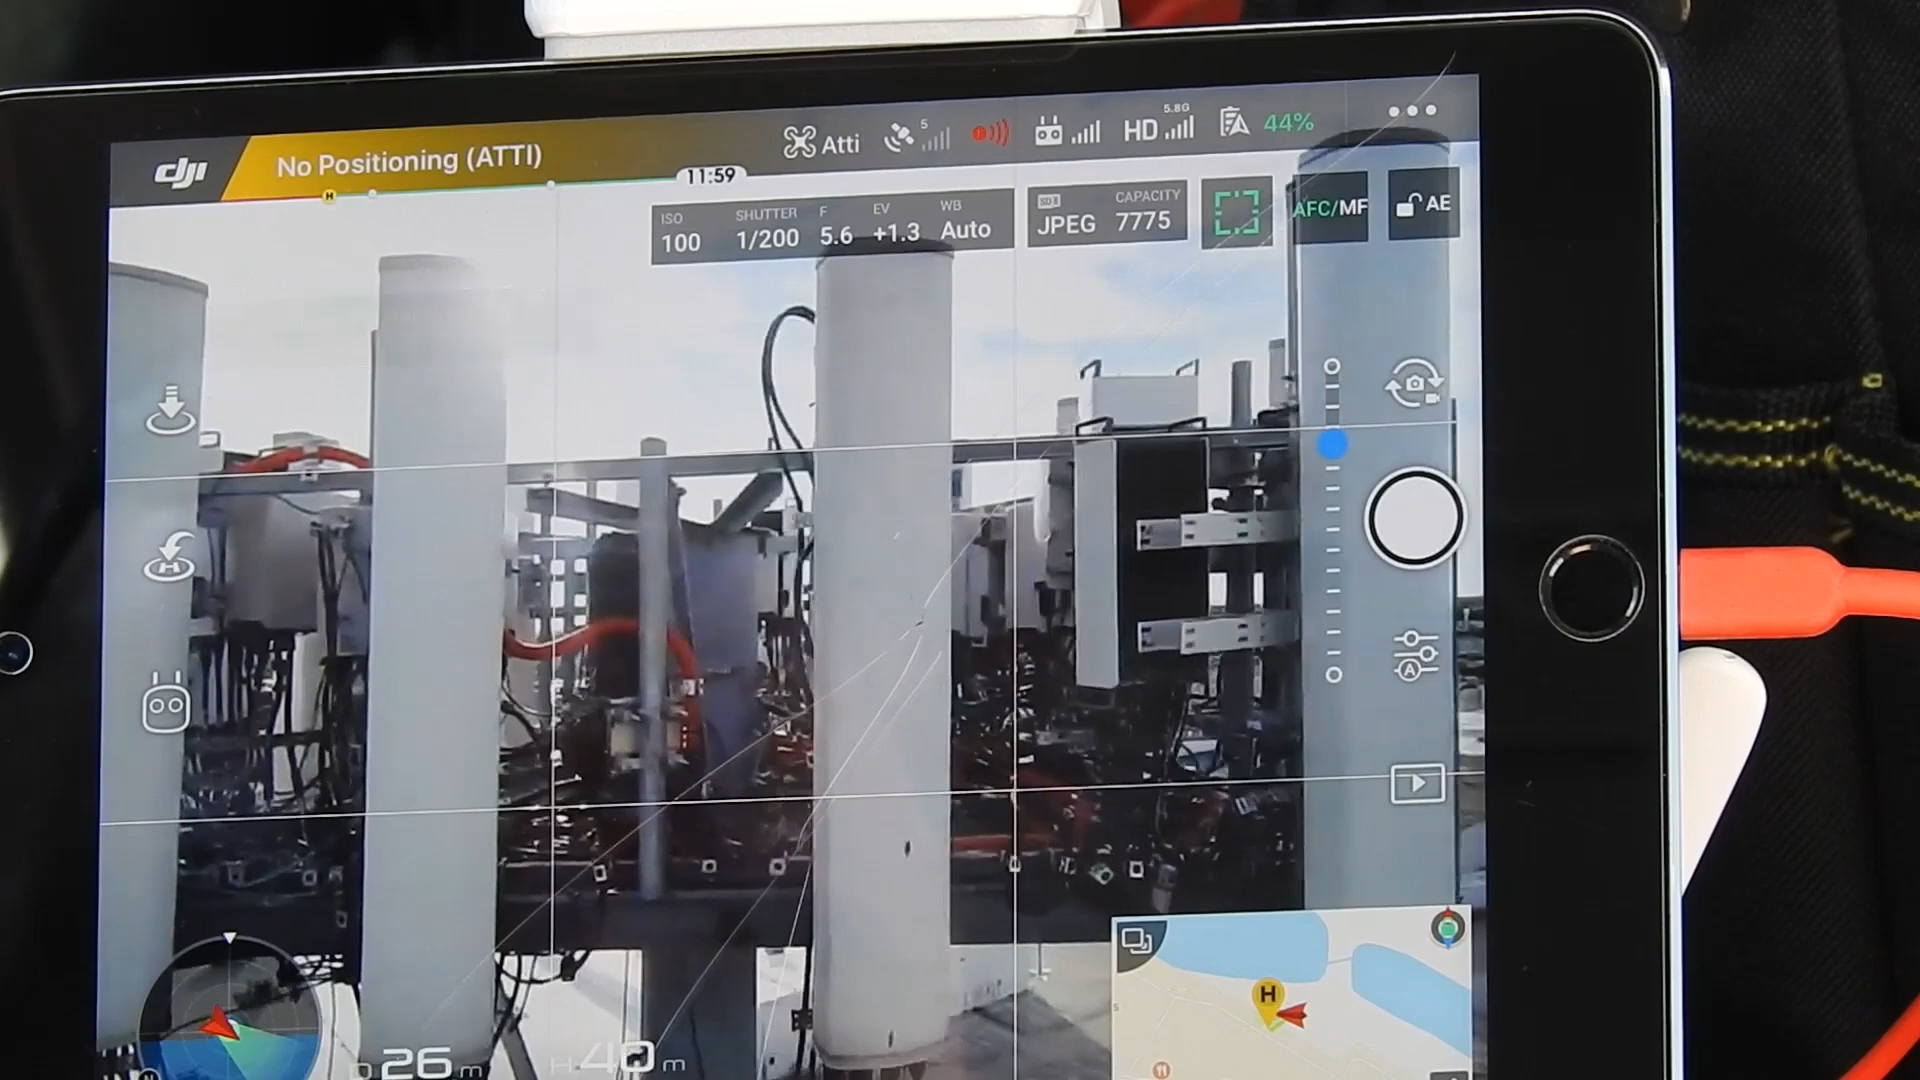 dji No Positioning (ATTI) Atti 5 HD 5.8G 44%
11:59
ISO SHUTTER F EV WB
100 1/200 5.6 +1.3 Auto
CAPACITY
JPEG 7775
AFC/MF
AE
H
A
H
D 26 m H 40 m
N